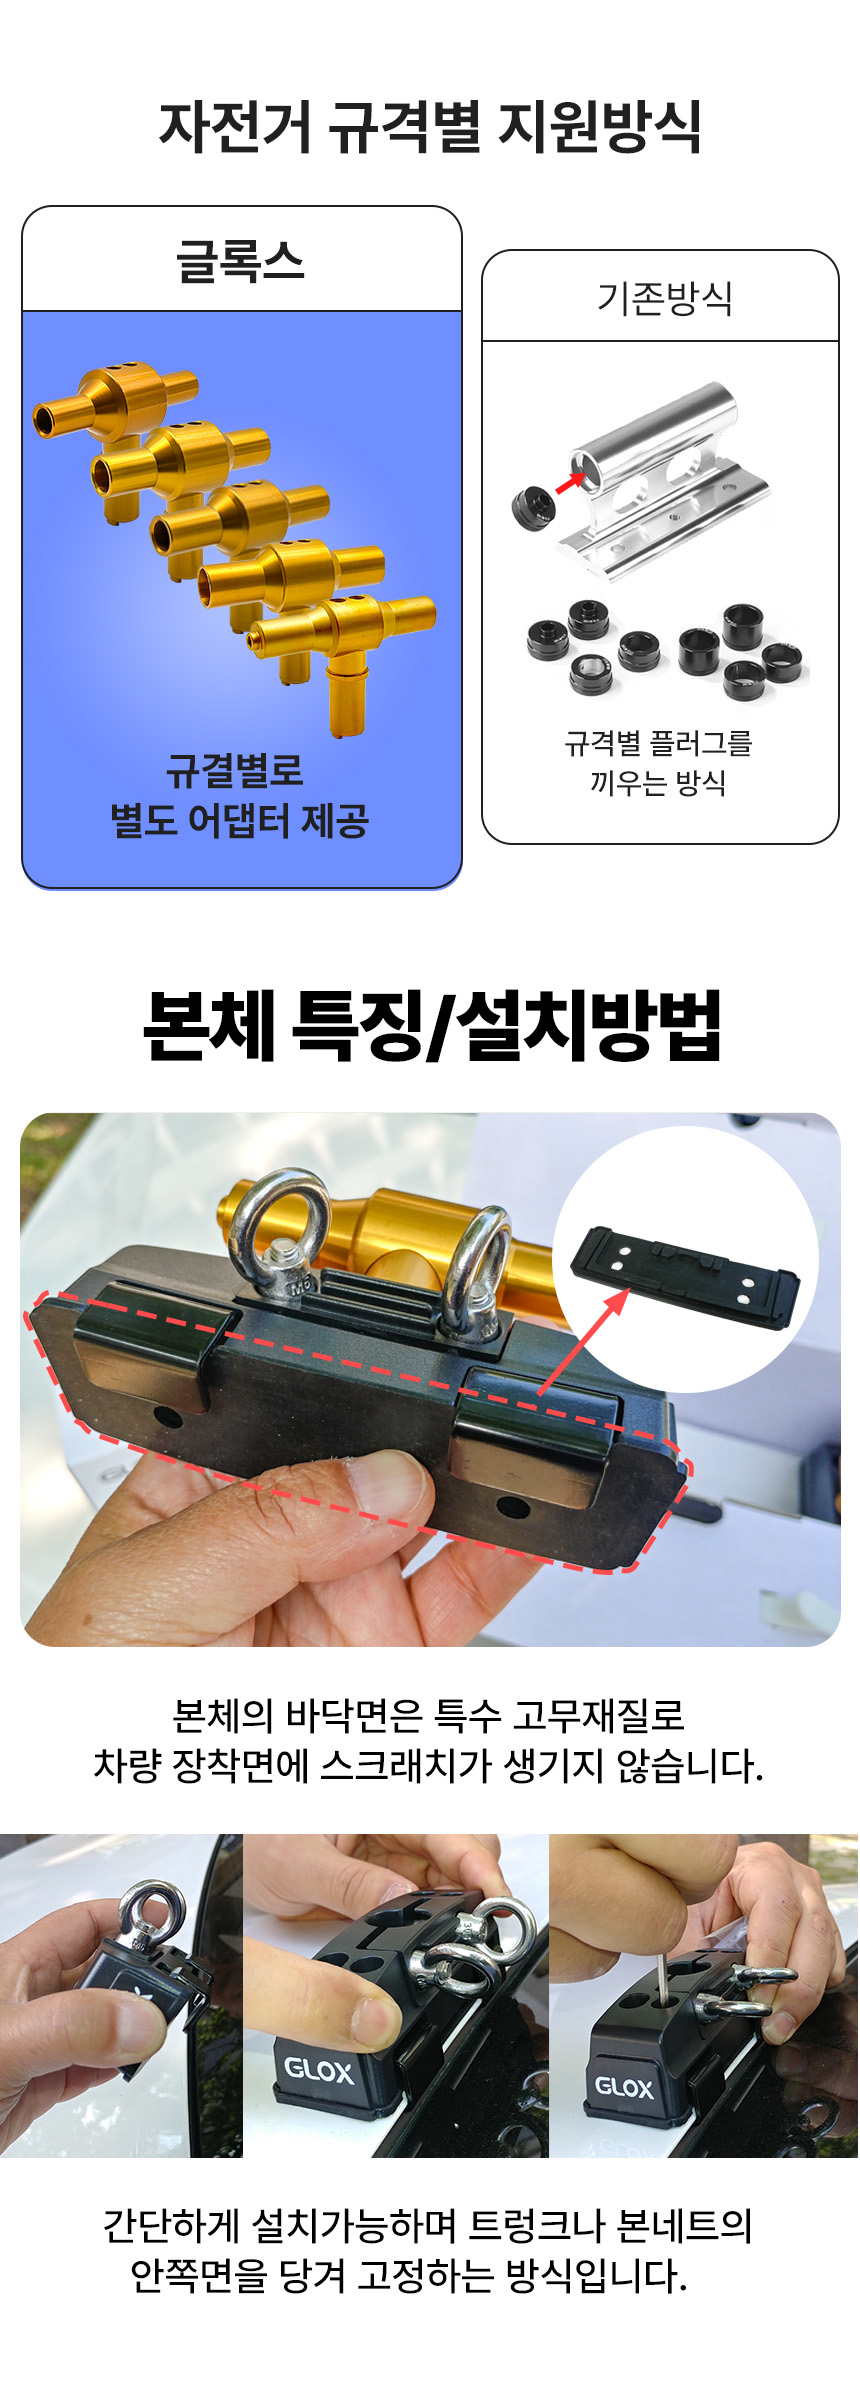 자전거 규격별 지원방식
글록스
기존방식
규결별로
별도 어댑터 제공
규격별 플러그를
끼우는 방식
본체 특징/설치방법
M6
본체의 바닥면은 특수 고무재질로
차량 장착면에 스크래치가 생기지 않습니다.
GLOX
GLOX
간단하게 설치가능하며 트렁크나 본네트의
안쪽면을 당겨 고정하는 방식입니다.